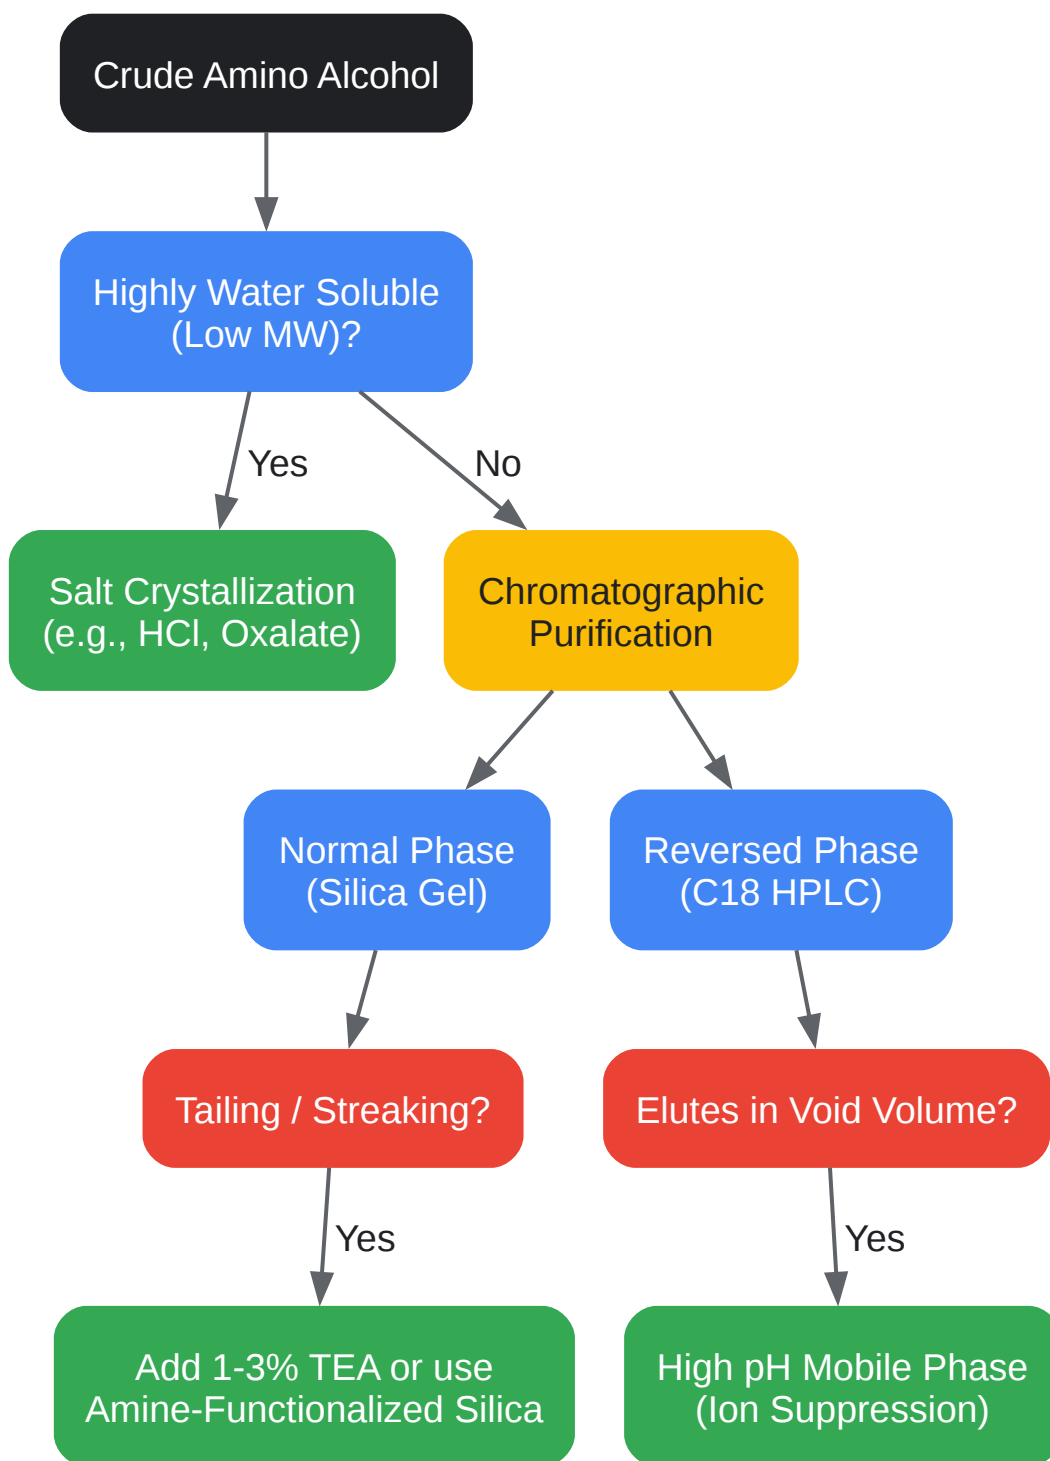 Crude Amino Alcohol
Highly Water Soluble
(Low MW)?
Yes
No
Salt Crystallization
(e.g., HCl, Oxalate)
Chromatographic
Purification
Normal Phase
(Silica Gel)
Reversed Phase
(C18 HPLC)
Tailing / Streaking?
Elutes in Void Volume?
Yes
Yes
Add 1-3% TEA or use
Amine-Functionalized Silica
High pH Mobile Phase
(Ion Suppression)